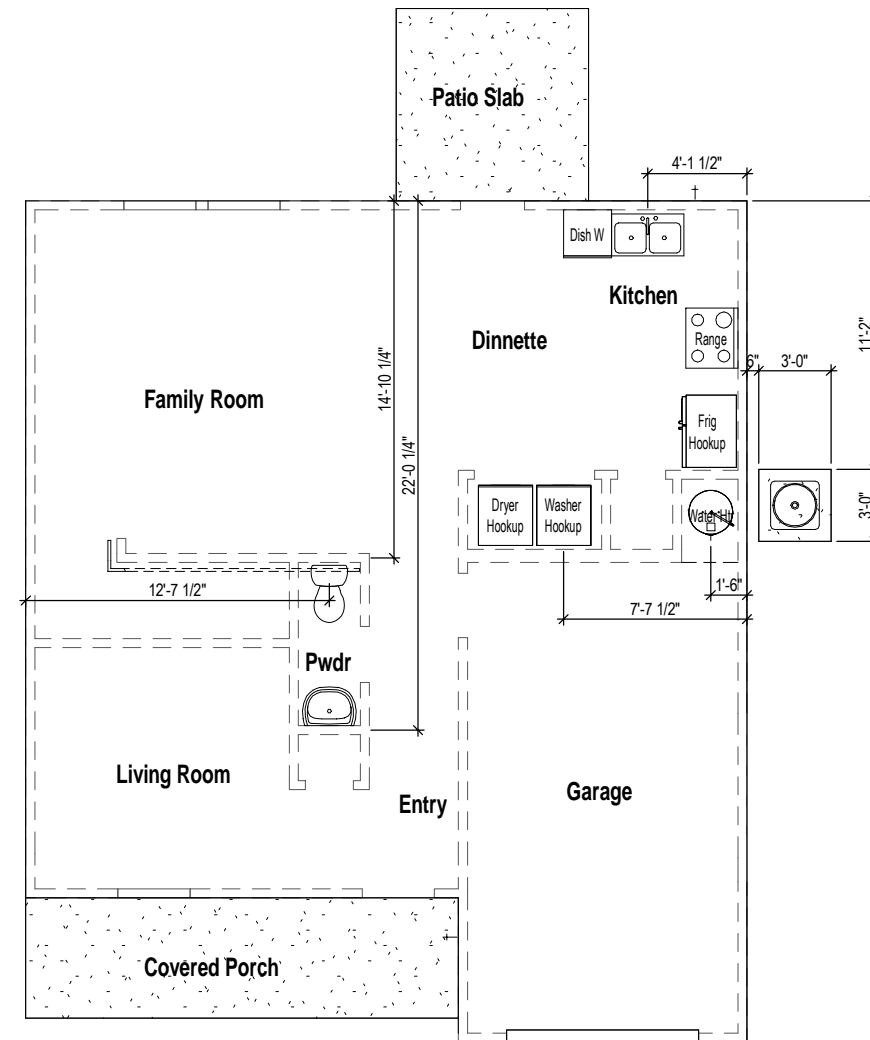 Patio Slab
4'-1 1/2"
Dish W
Kitchen
Dinnette
Range
11'-2"
6"
3'-0"
14'-10 1/4"
Family Room
22'-0 1/4"
Frig
Hookup
Dryer
Hookup
Washer
Hookup
Water Htr
3'-0"
12'-7 1/2"
1'-6"
7'-7 1/2"
Pwdr
Living Room
Entry
Garage
Covered Porch